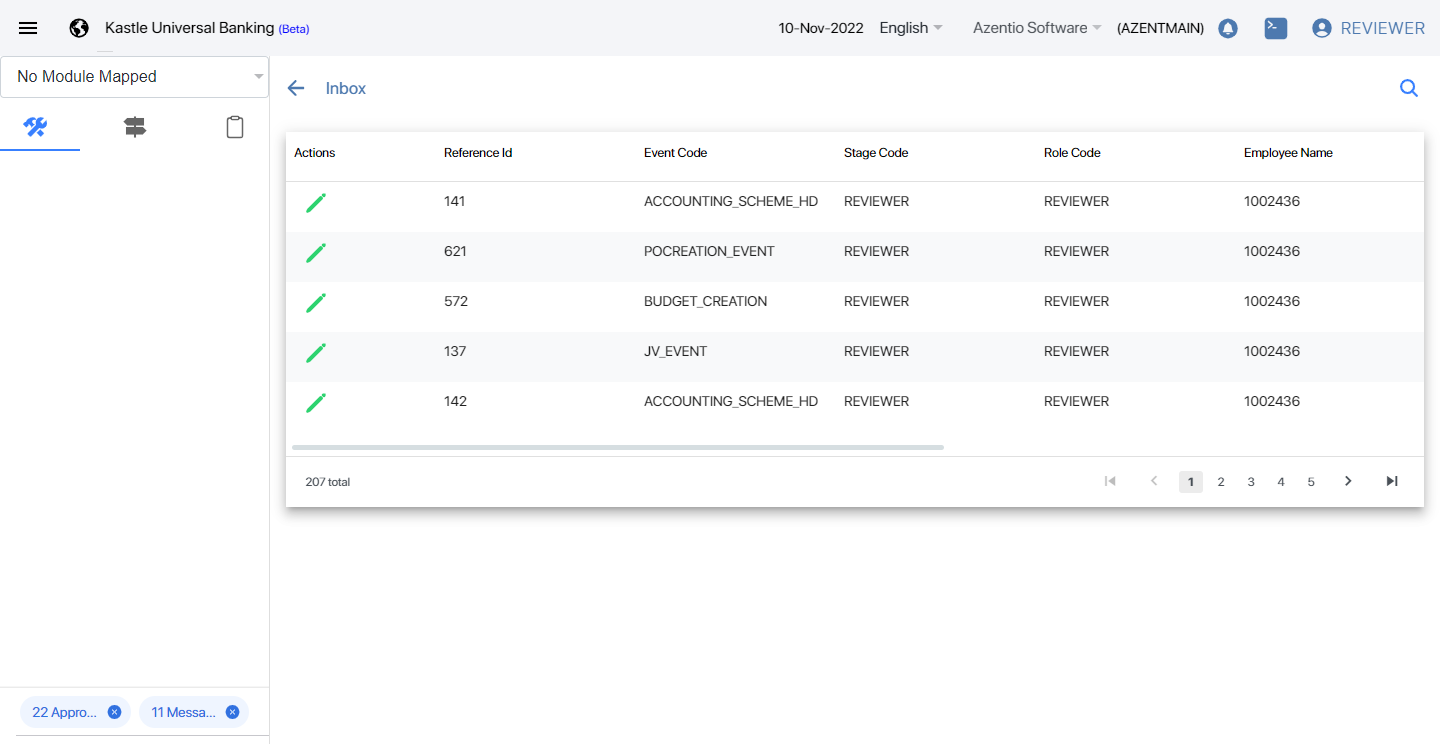 Kastle Universal Banking (Beta) 10-Nov-2022 English Azentio Software (AZENTMAIN) REVIEWER
No Module Mapped
Inbox
Actions Reference Id Event Code Stage Code Role Code Employee Name
141 ACCOUNTING_SCHEME_HD REVIEWER REVIEWER 1002436
621 POCREATION_EVENT REVIEWER REVIEWER 1002436
572 BUDGET_CREATION REVIEWER REVIEWER 1002436
137 JV_EVENT REVIEWER REVIEWER 1002436
142 ACCOUNTING_SCHEME_HD REVIEWER REVIEWER 1002436
207 total 1 2 3 4 5
22 Appro... 11 Messa...